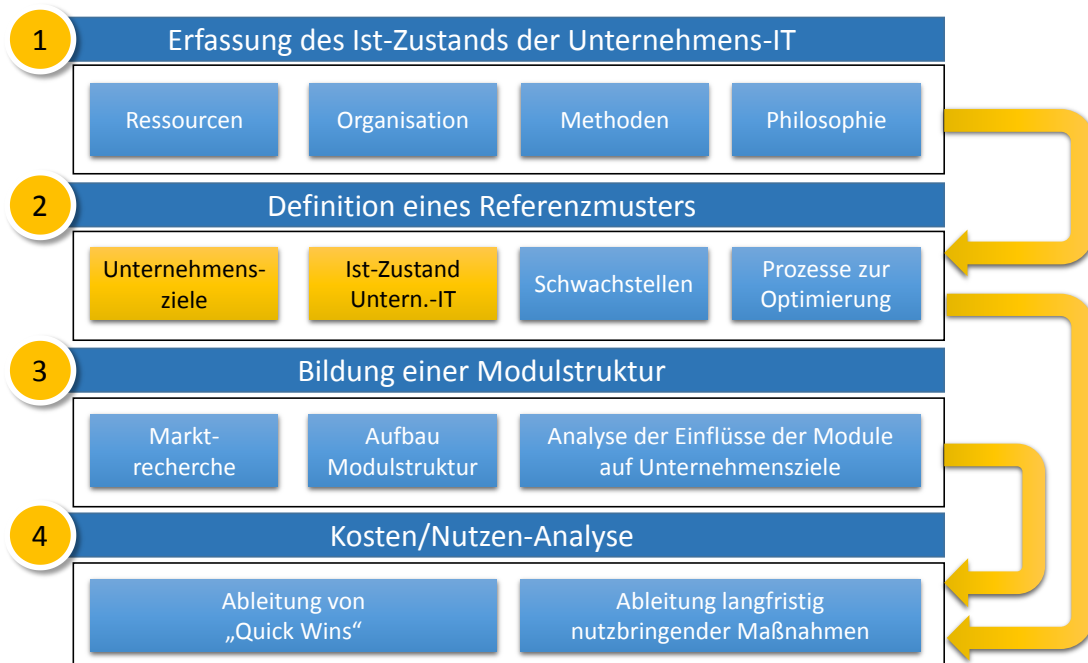 1
Erfassung des Ist-Zustands der Unternehmens-IT
Ressourcen
Organisation
Methoden
Philosophie
2
Definition eines Referenzmusters
Unternehmens-
ziele
Ist-Zustand
Untern.-IT
Schwachstellen
Prozesse zur
Optimierung
3
Bildung einer Modulstruktur
Markt-
recherche
Aufbau
Modulstruktur
Analyse der Einflüsse der Module
auf Unternehmensziele
4
Kosten/Nutzen-Analyse
Ableitung von
„Quick Wins“
Ableitung langfristig
nutzbringender Maßnahmen